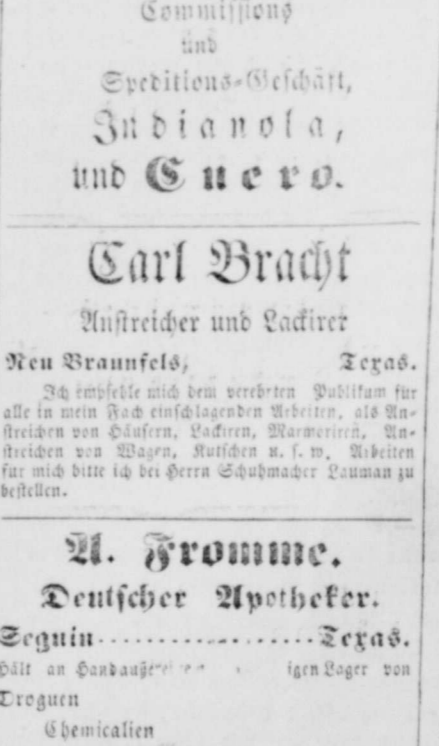 Commissions
und
Speditions-Geschäft,
Indianola,
und Cuero.
Carl Bracht
Anstreicher und Lackirer
Neu Braunfels, Texas.
Ich empfehle mich dem verehrten Publikum für
alle in mein Fach einschlagenden Arbeiten, als An-
streichen von Häusern, Lackiren, Marmoriren, An-
streichen von Wagen, Kutschen u. s. w. Arbeiten
für mich bitte ich bei Herrn Schuhmacher Lauman zu
bestellen.
A. Fromme.
Deutscher Apotheker.
Seguin Texas.
Hält an Hand Lager von
Droguen
Chemicalien